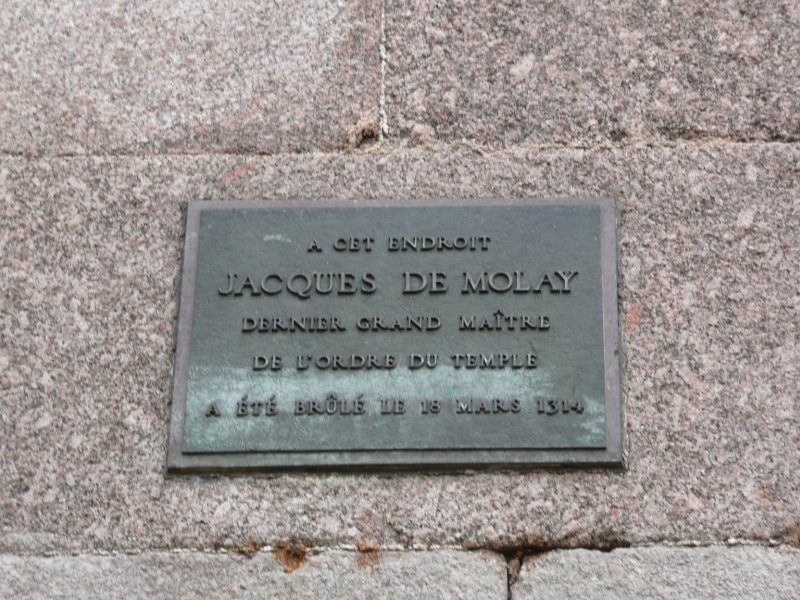 A CET ENDROIT
JACQUES DE MOLAY
DERNIER GRAND MAÎTRE
DE L'ORDRE DU TEMPLE
A ÉTÉ BRÛLÉ LE 18 MARS 1314